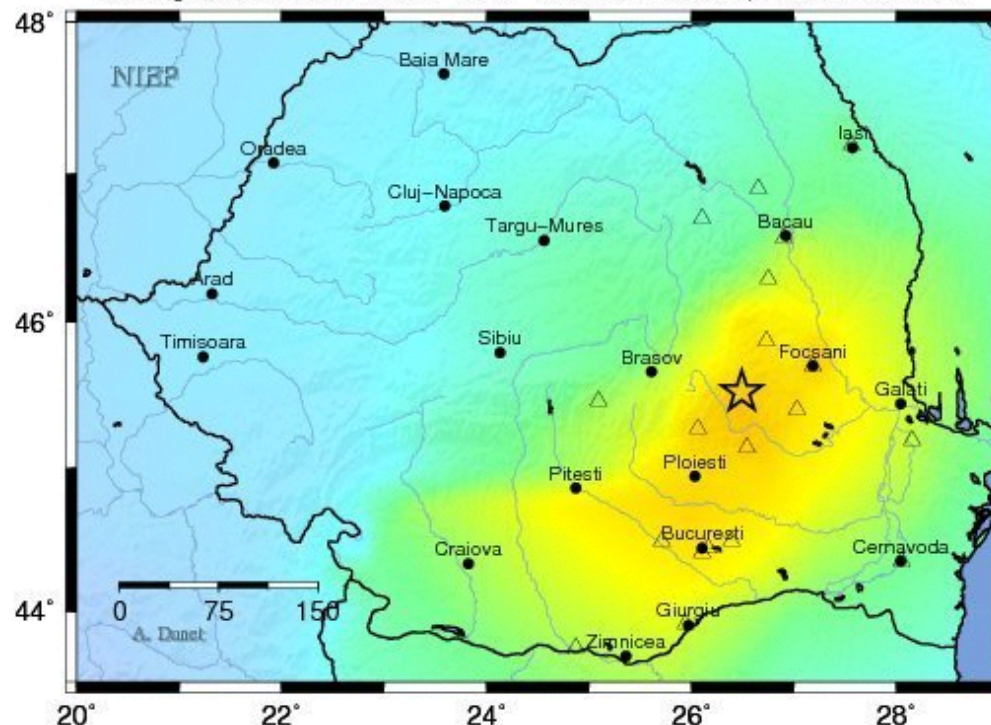 48°
NIEP
Baia Mare
Iasi
Oradea
Cluj-Napoca
Targu-Mures
Bacau
Arad
46°
Timisoara
Sibiu
Brasov
Focsani
Galati
Ploiesti
Pitesti
Bucuresti
Craiova
Cernavoda
0 75 150
44°
Giurgiu
A. Danet
Zimnicea
20° 22° 24° 26° 28°